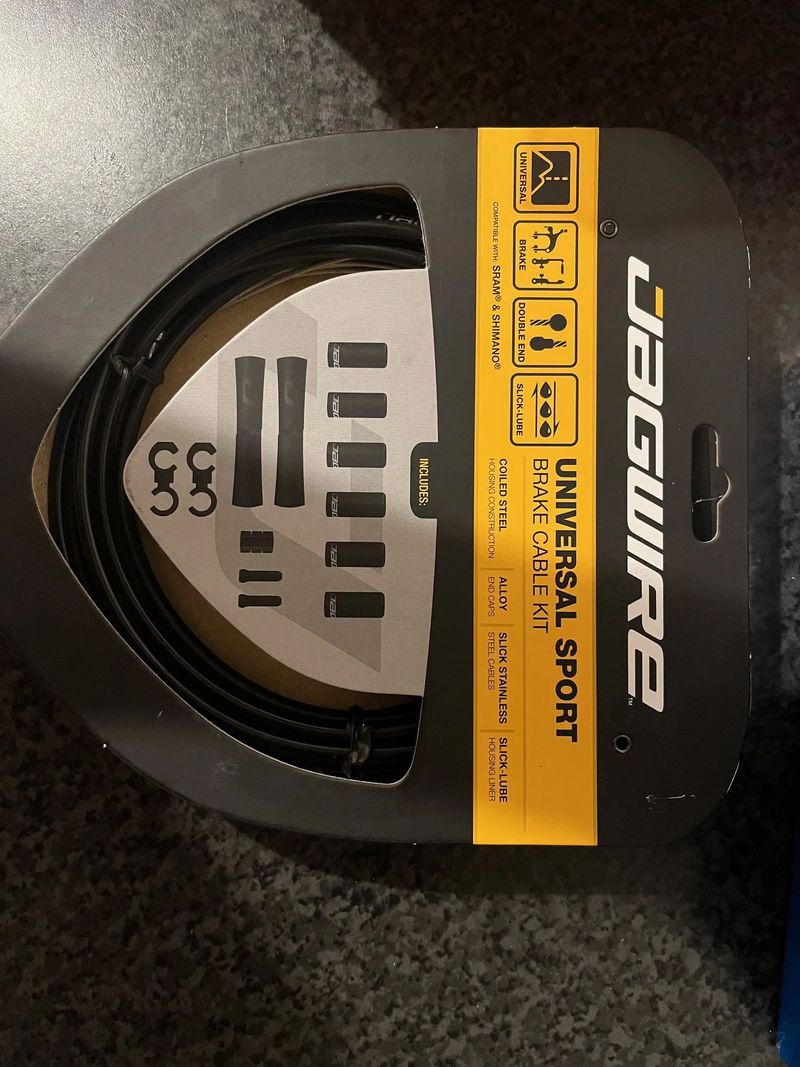 JAGWIRE™
UNIVERSAL SPORT
BRAKE CABLE KIT
UNIVERSAL
BRAKE
DOUBLE END
SLICK-LUBE
COMPATIBLE WITH: SRAM® & SHIMANO®
COILED STEEL
HOUSING CONSTRUCTION
ALLOY
END CAPS
SLICK STAINLESS
STEEL CABLES
SLICK-LUBE
HOUSING LINER
INCLUDES: